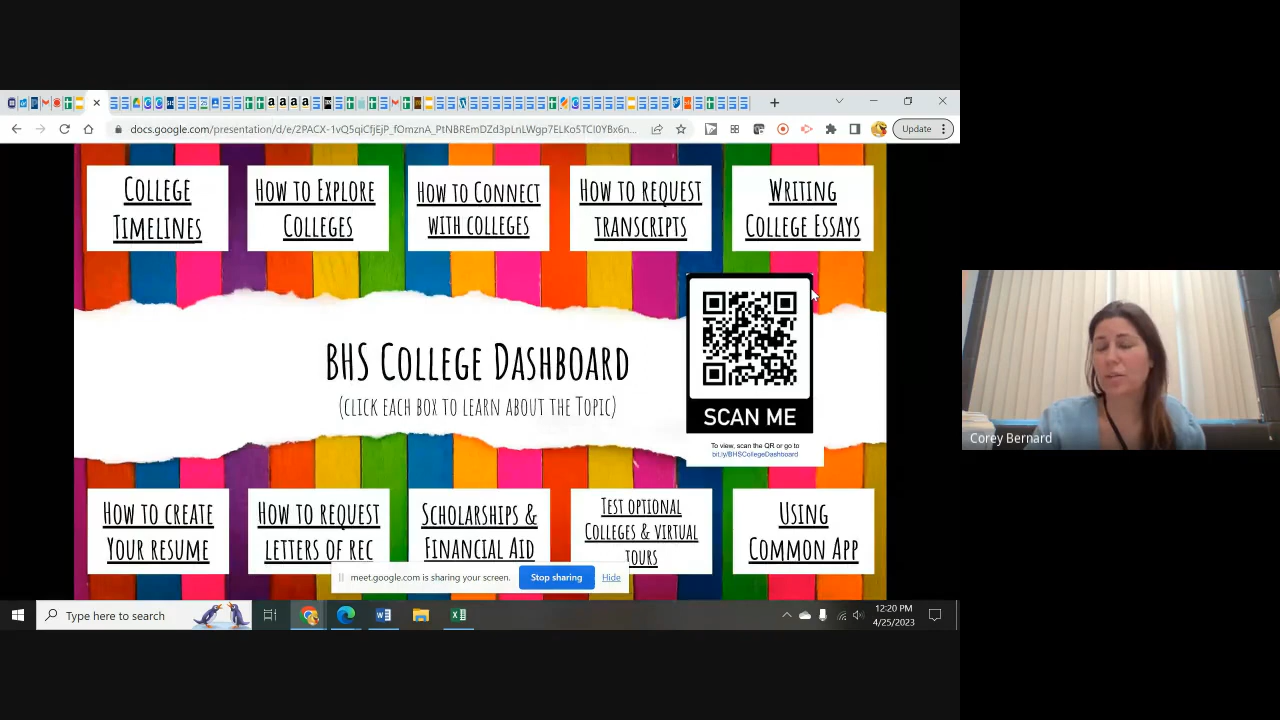 docs.google.com/presentation/d/e/2PACX-1vQ5qiCfjEjP_fOmznA_PtNBREmDZd3pLnLWgp7ELKo5TCl0YBx6n...
Update
COLLEGE
TIMELINES
HOW TO EXPLORE
COLLEGES
HOW TO CONNECT
WITH COLLEGES
HOW TO REQUEST
TRANSCRIPTS
WRITING
COLLEGE ESSAYS
BHS COLLEGE DASHBOARD
(CLICK EACH BOX TO LEARN ABOUT THE TOPIC)
SCAN ME
To view, scan the QR or go to
bit.ly/BHSCollegeDashboard
Corey Bernard
HOW TO CREATE
YOUR RESUME
HOW TO REQUEST
LETTERS OF REC
SCHOLARSHIPS &
FINANCIAL AID
TEST OPTIONAL
COLLEGES & VIRTUAL
TOURS
USING
COMMON APP
meet.google.com is sharing your screen.
Stop sharing
Hide
Type here to search
12:20 PM
4/25/2023